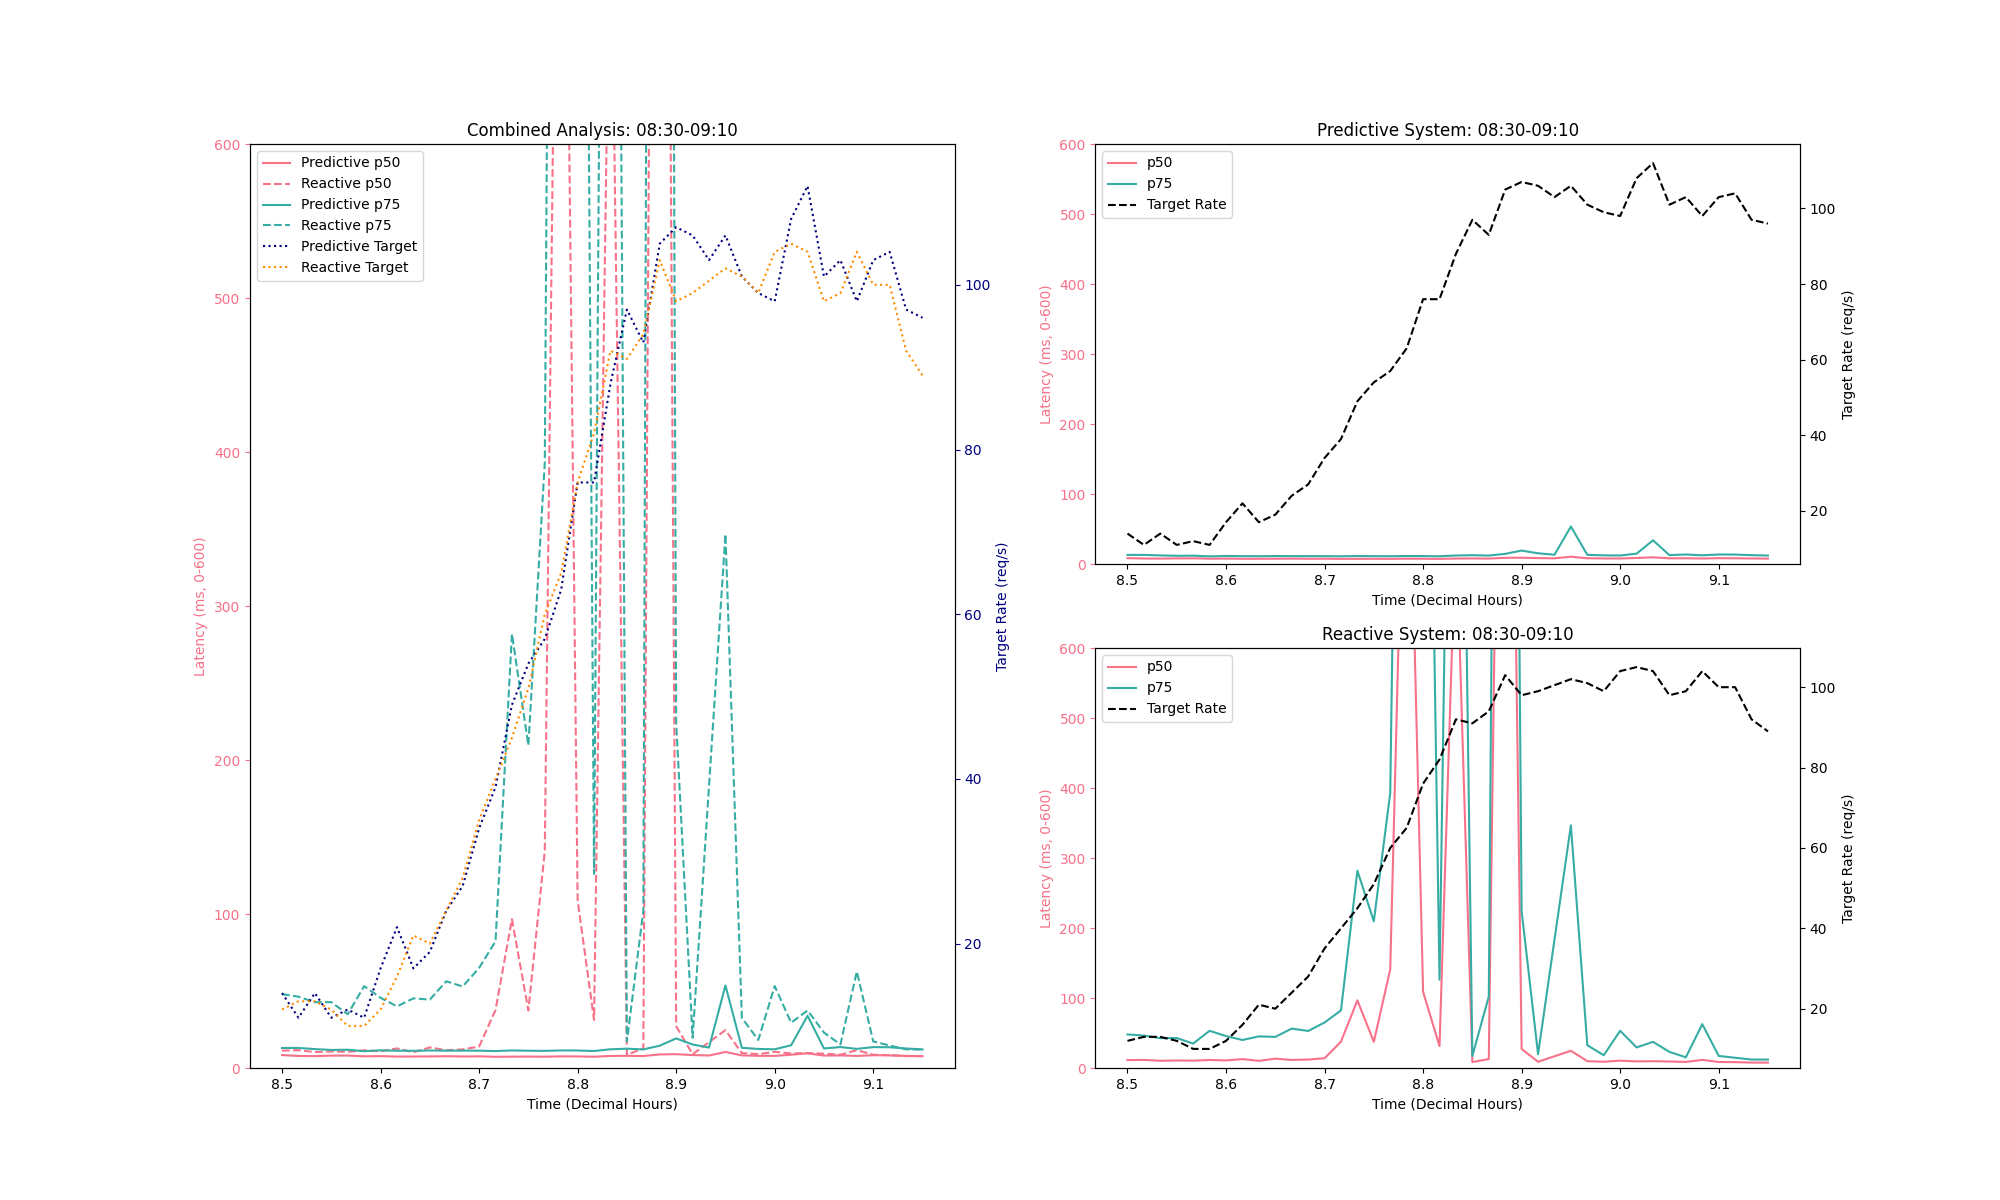 Combined Analysis: 08:30-09:10
Predictive p50
Reactive p50
Predictive p75
Reactive p75
Predictive Target
Reactive Target
600
500
400
300
200
100
0
Latency (ms, 0-600)
100
80
60
40
20
Target Rate (req/s)
8.5 8.6 8.7 8.8 8.9 9.0 9.1
Time (Decimal Hours)
Predictive System: 08:30-09:10
p50
p75
Target Rate
600
500
400
300
200
100
0
Latency (ms, 0-600)
100
80
60
40
20
Target Rate (req/s)
8.5 8.6 8.7 8.8 8.9 9.0 9.1
Time (Decimal Hours)
Reactive System: 08:30-09:10
p50
p75
Target Rate
600
500
400
300
200
100
0
Latency (ms, 0-600)
100
80
60
40
20
Target Rate (req/s)
8.5 8.6 8.7 8.8 8.9 9.0 9.1
Time (Decimal Hours)